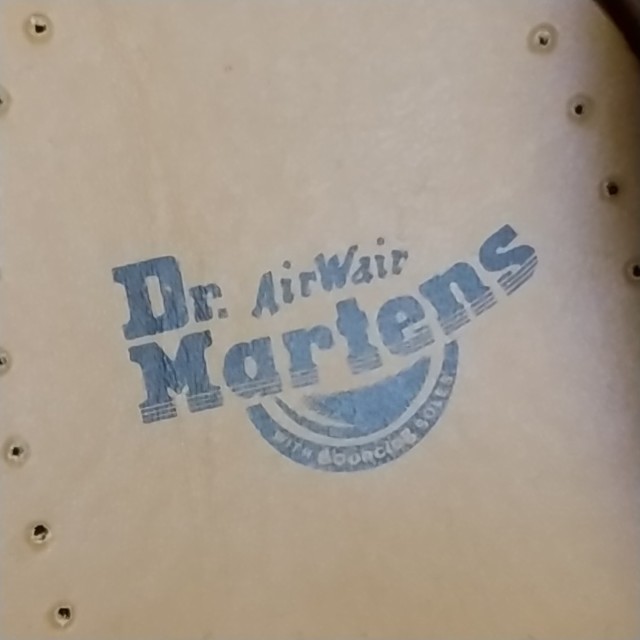 Dr. AirWair
Martens
WITH Bouncing SOLES